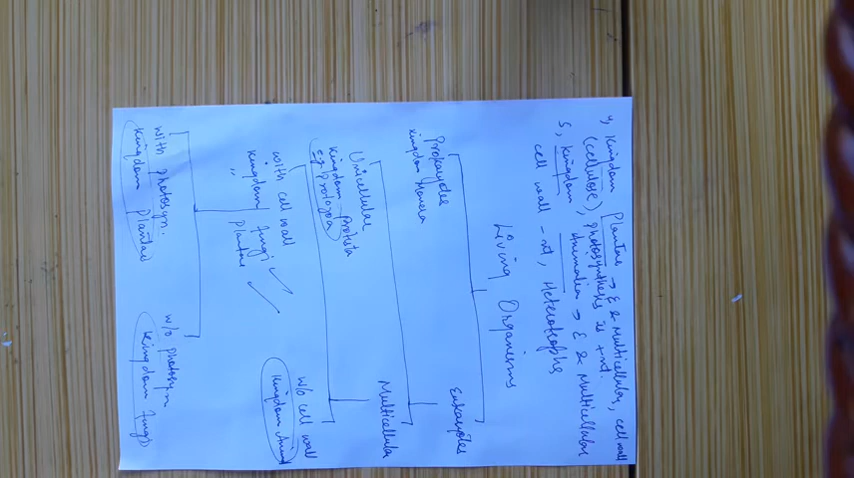 4, Kingdom Plantae → E & Multicellular, cell wall
(cellulose), photosynthesis is +nt.
5, Kingdom Animalia → E & Multicellular
cell wall - nt, Heterotrophs
Living Organisms
Prokaryotes Eukaryotes
Kingdom Monera
Unicellular Multicellular
Kingdom Protista
eg. protozoa
with cell wall w/o cell wall
Kingdom Fungi Kingdom
" Plantae
with photosyn. w/o photosyn
Kingdom Plantae Kingdom Fungi